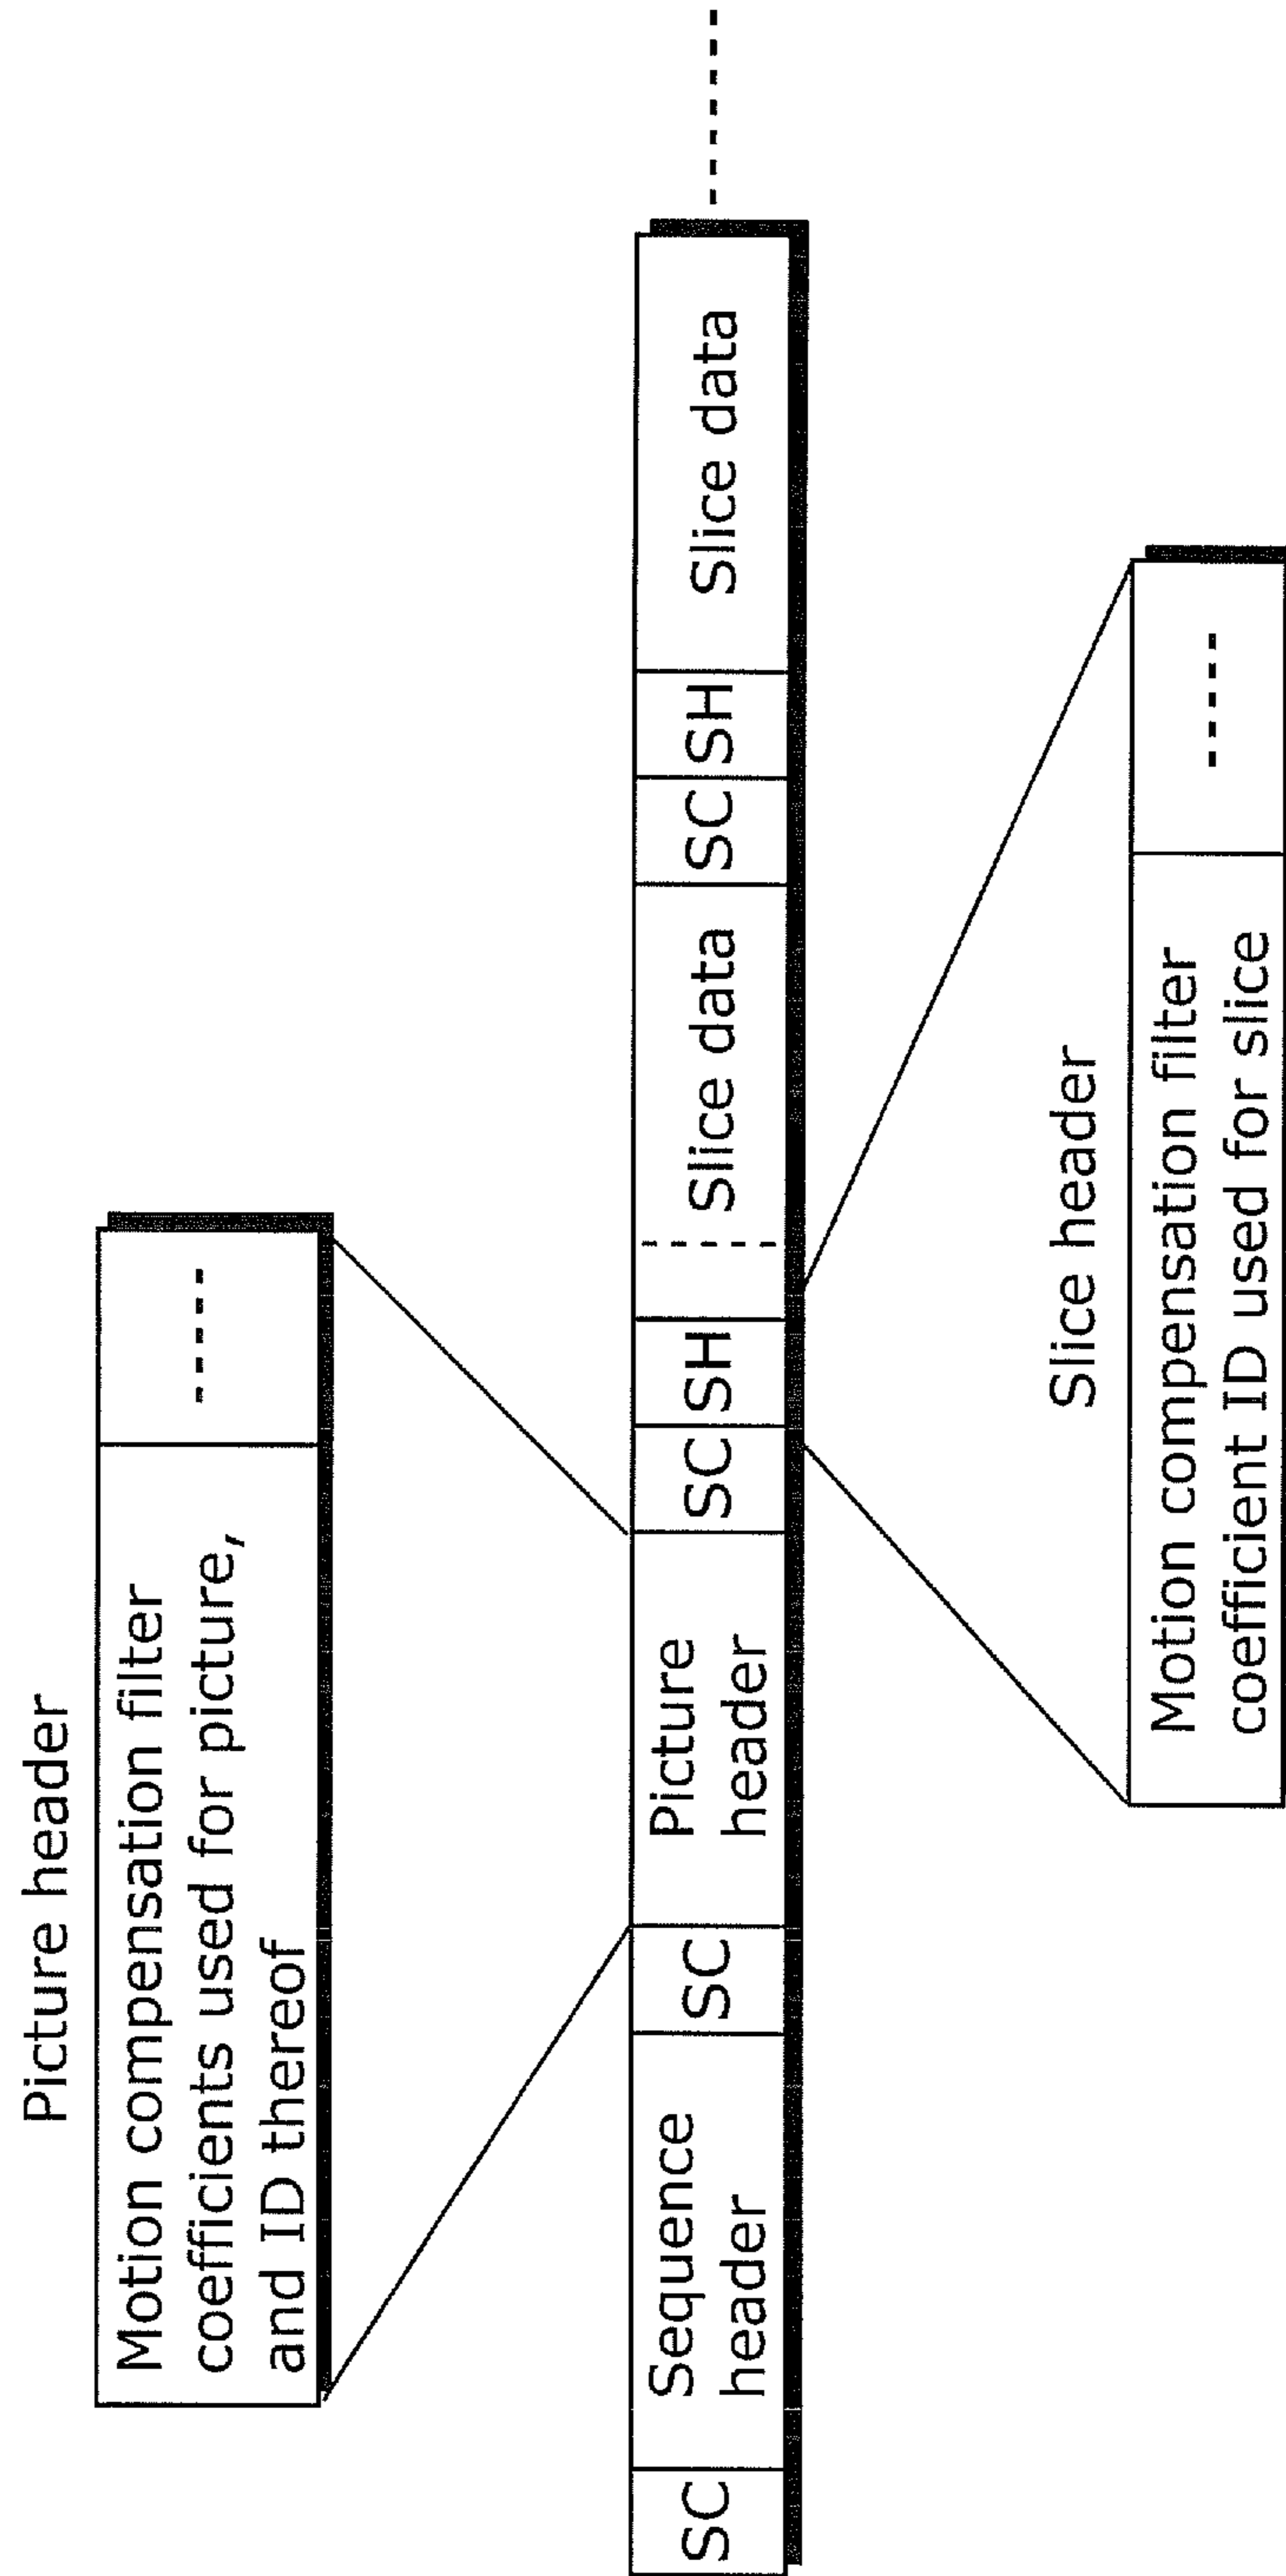 Picture header
Motion compensation filter
coefficients used for picture,
and ID thereof
SC
Sequence
header
SC
Picture
header
SC
SH
Slice data
SC
SH
Slice data
Slice header
Motion compensation filter
coefficient ID used for slice